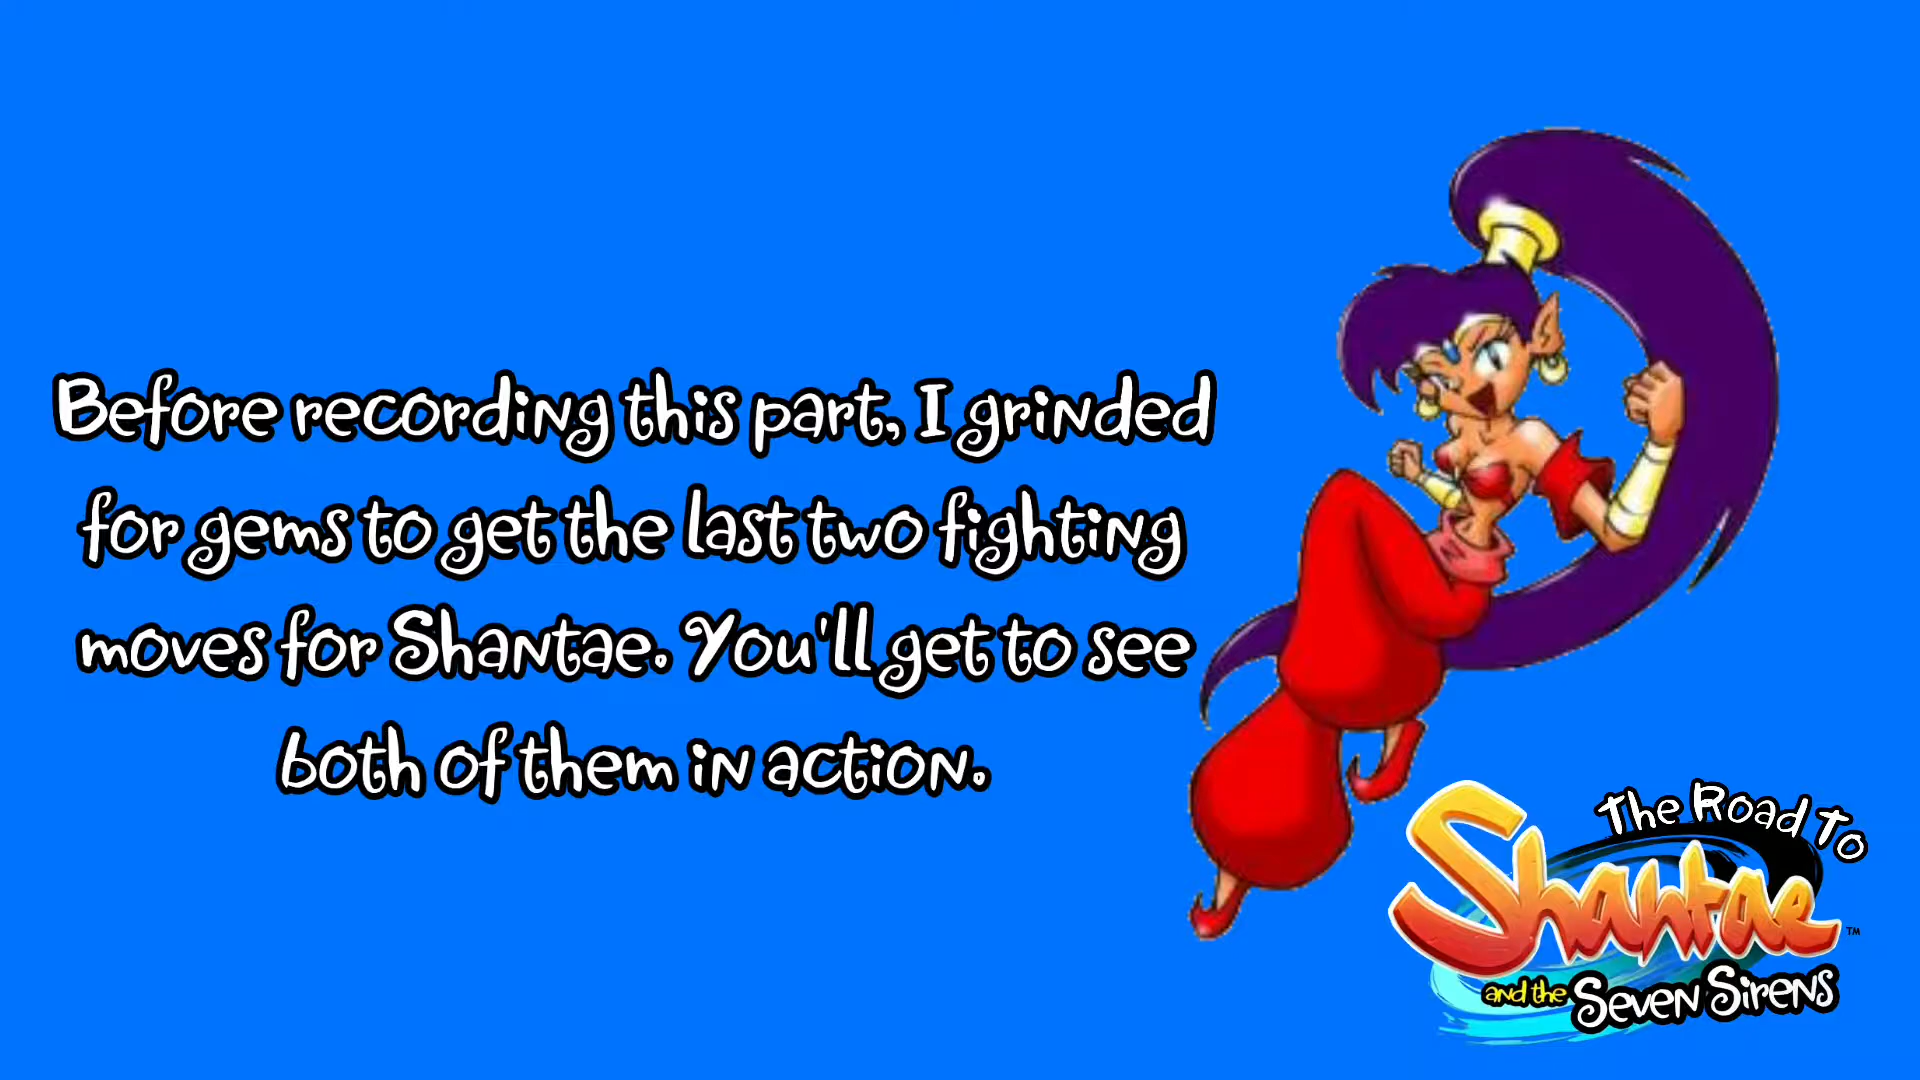 Before recording this part, I grinded
for gems to get the last two fighting
moves for Shantae. You'll get to see
both of them in action.
The Road To
Shantae™
and the Seven Sirens